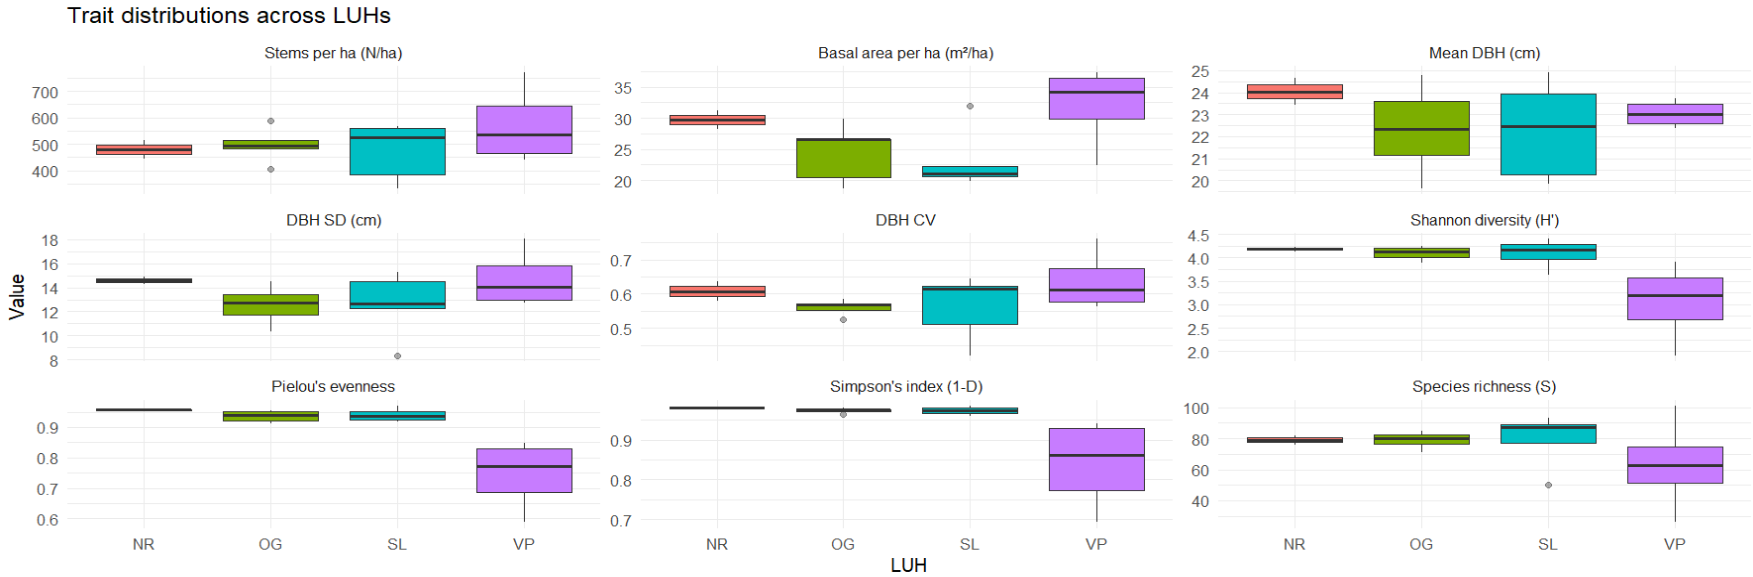 Trait distributions across LUHs
Stems per ha (N/ha)
Basal area per ha (m²/ha)
Mean DBH (cm)
700
600
500
400
35
30
25
20
25
24
23
22
21
20
DBH SD (cm)
DBH CV
Shannon diversity (H')
18
16
14
12
10
8
0.7
0.6
0.5
4.5
4.0
3.5
3.0
2.5
2.0
Value
Pielou's evenness
Simpson's index (1-D)
Species richness (S)
0.9
0.8
0.7
0.6
0.9
0.8
0.7
100
80
60
40
NR OG SL VP
NR OG SL VP
NR OG SL VP
LUH